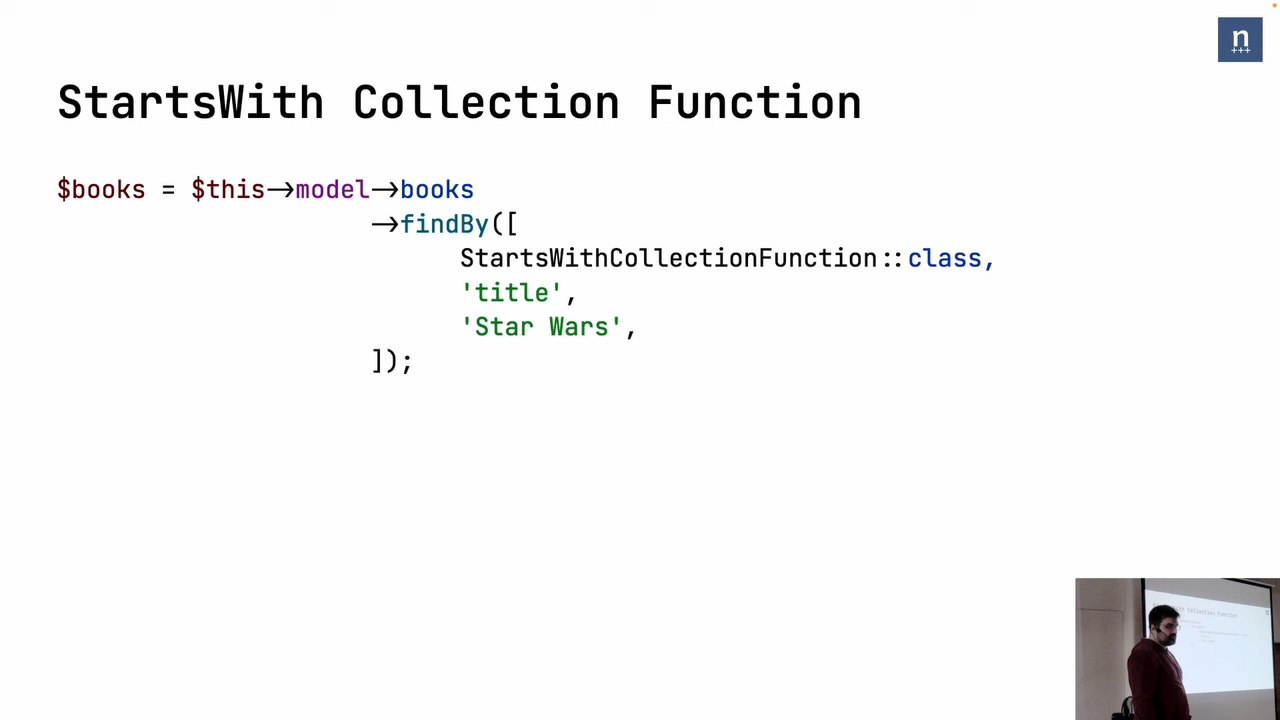 n
+++
StartsWith Collection Function
$books = $this->model->books
->findBy([
StartsWithCollectionFunction::class,
'title',
'Star Wars',
]);